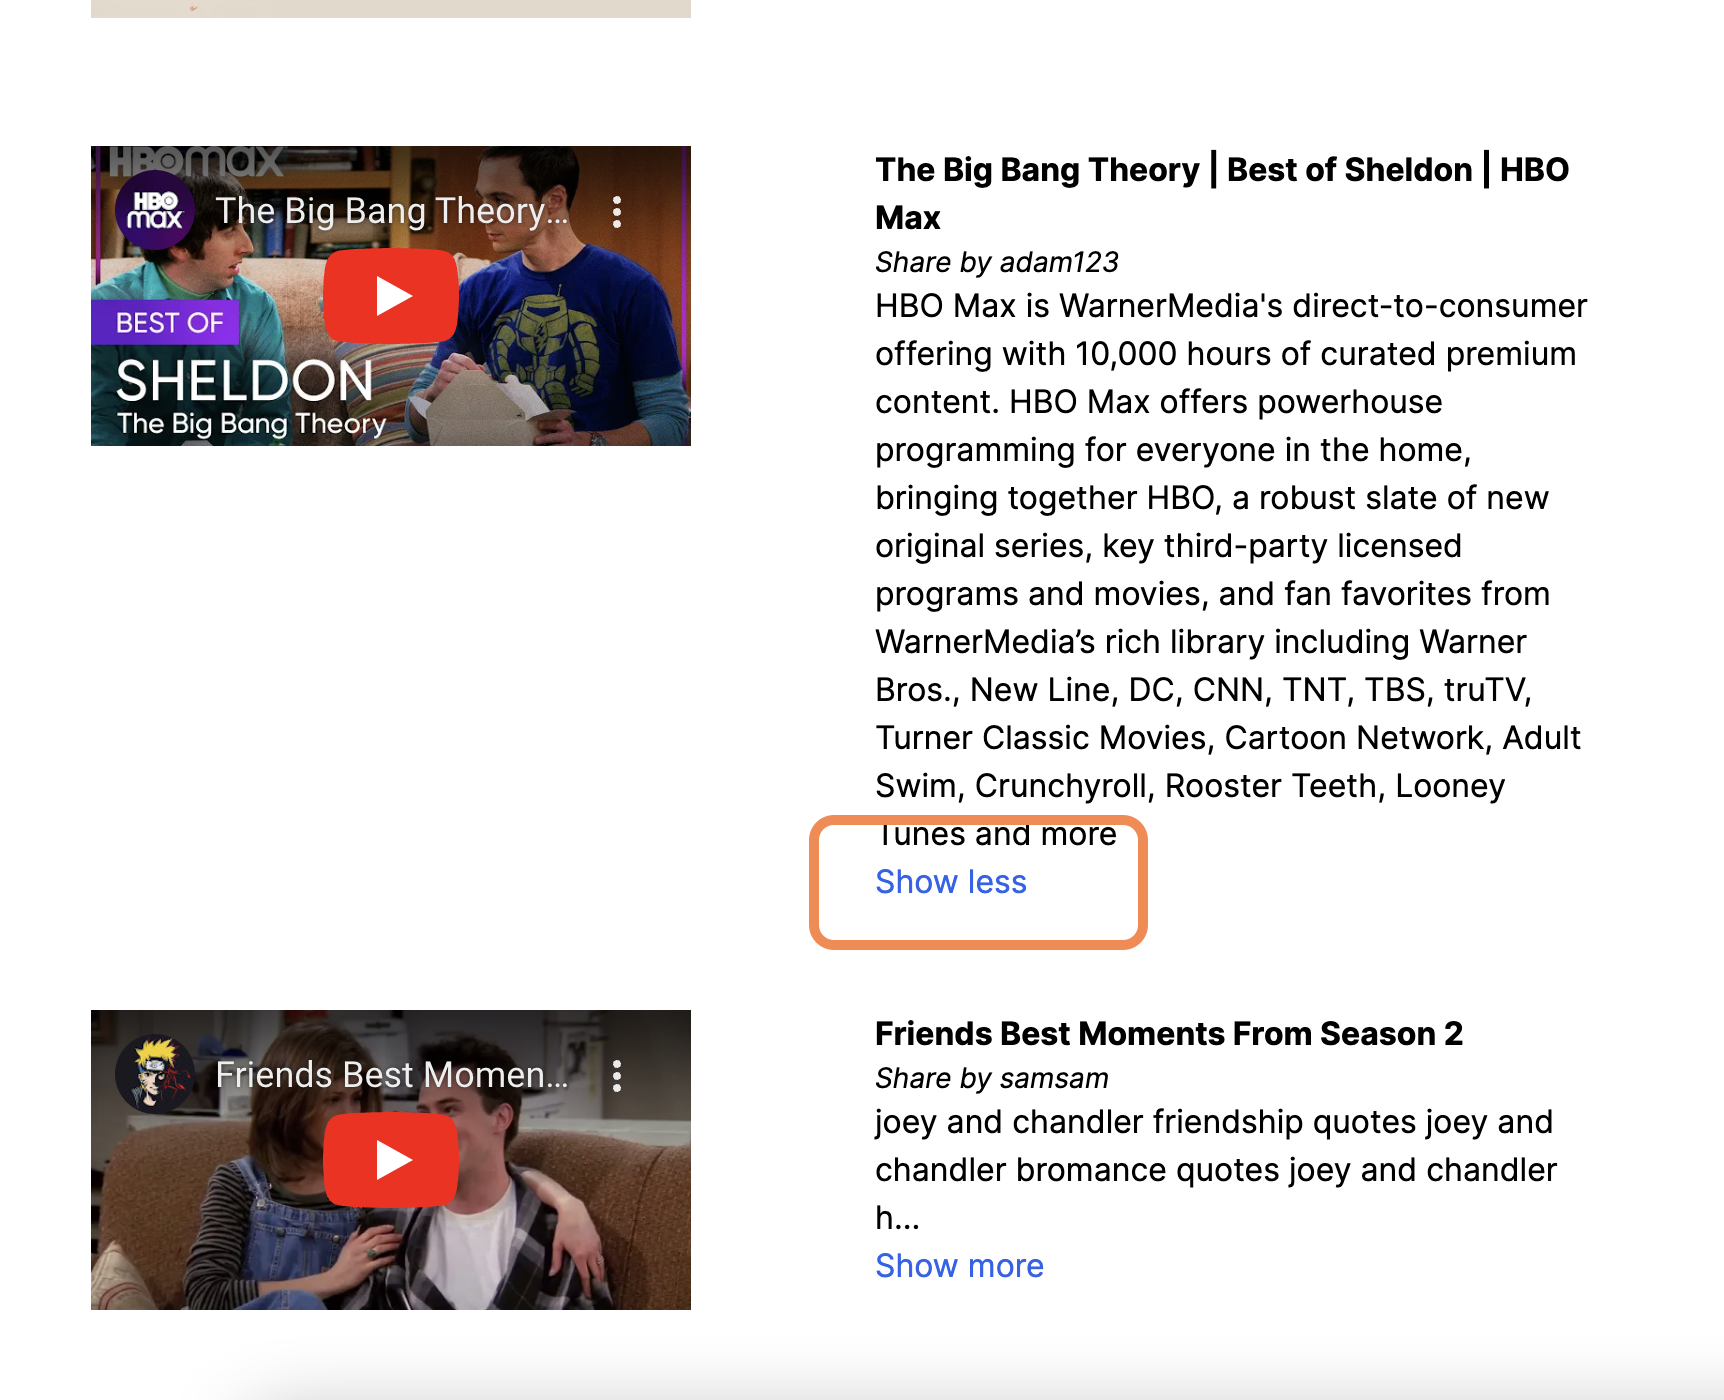 HBOmax
HBO
max
The Big Bang Theory...
BEST OF
SHELDON
The Big Bang Theory
The Big Bang Theory | Best of Sheldon | HBO
Max
Share by adam123
HBO Max is WarnerMedia's direct-to-consumer
offering with 10,000 hours of curated premium
content. HBO Max offers powerhouse
programming for everyone in the home,
bringing together HBO, a robust slate of new
original series, key third-party licensed
programs and movies, and fan favorites from
WarnerMedia’s rich library including Warner
Bros., New Line, DC, CNN, TNT, TBS, truTV,
Turner Classic Movies, Cartoon Network, Adult
Swim, Crunchyroll, Rooster Teeth, Looney
Tunes and more
Show less
Friends Best Momen...
Friends Best Moments From Season 2
Share by samsam
joey and chandler friendship quotes joey and
chandler bromance quotes joey and chandler
h...
Show more